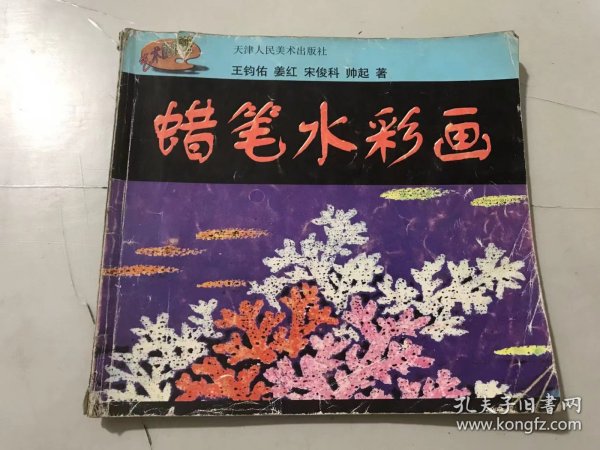 天津人民美术出版社
王钧佑 姜红 宋俊科 帅起 著
蜡笔水彩画
孔夫子旧书网
www.kongfz.com